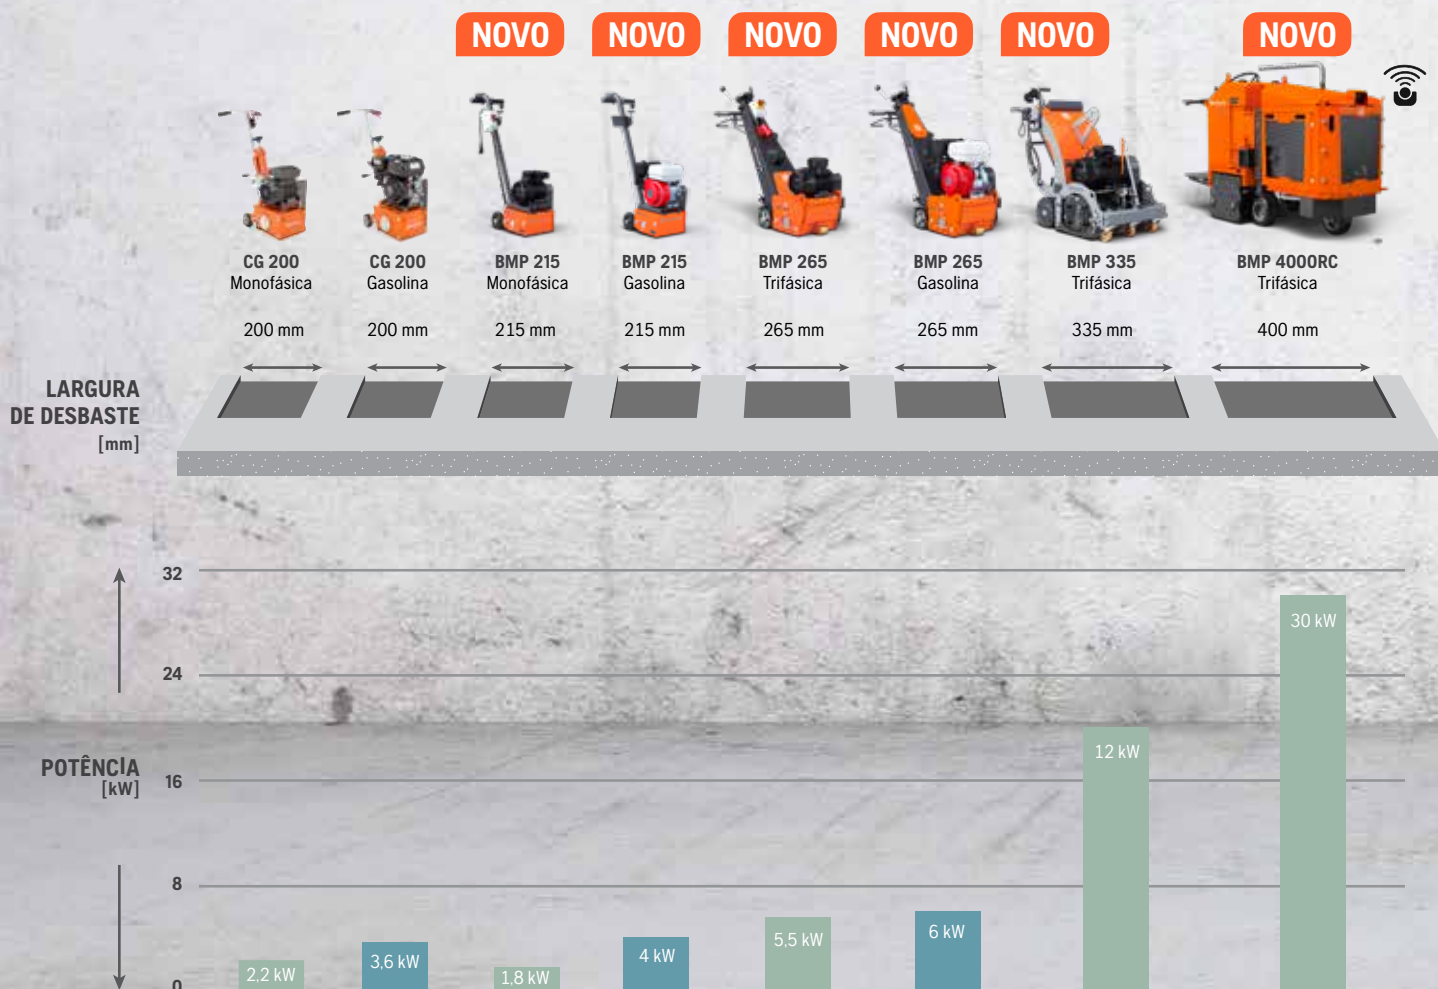 NOVO
NOVO
NOVO
NOVO
NOVO
NOVO
CG 200
Monofásica
CG 200
Gasolina
BMP 215
Monofásica
BMP 215
Gasolina
BMP 265
Trifásica
BMP 265
Gasolina
BMP 335
Trifásica
BMP 4000RC
Trifásica
200 mm
200 mm
215 mm
215 mm
265 mm
265 mm
335 mm
400 mm
LARGURA
DE DESBASTE
[mm]
32
24
16
8
0
POTÊNCIA
[kW]
2,2 kW
3,6 kW
1,8 kW
4 kW
5,5 kW
6 kW
12 kW
30 kW